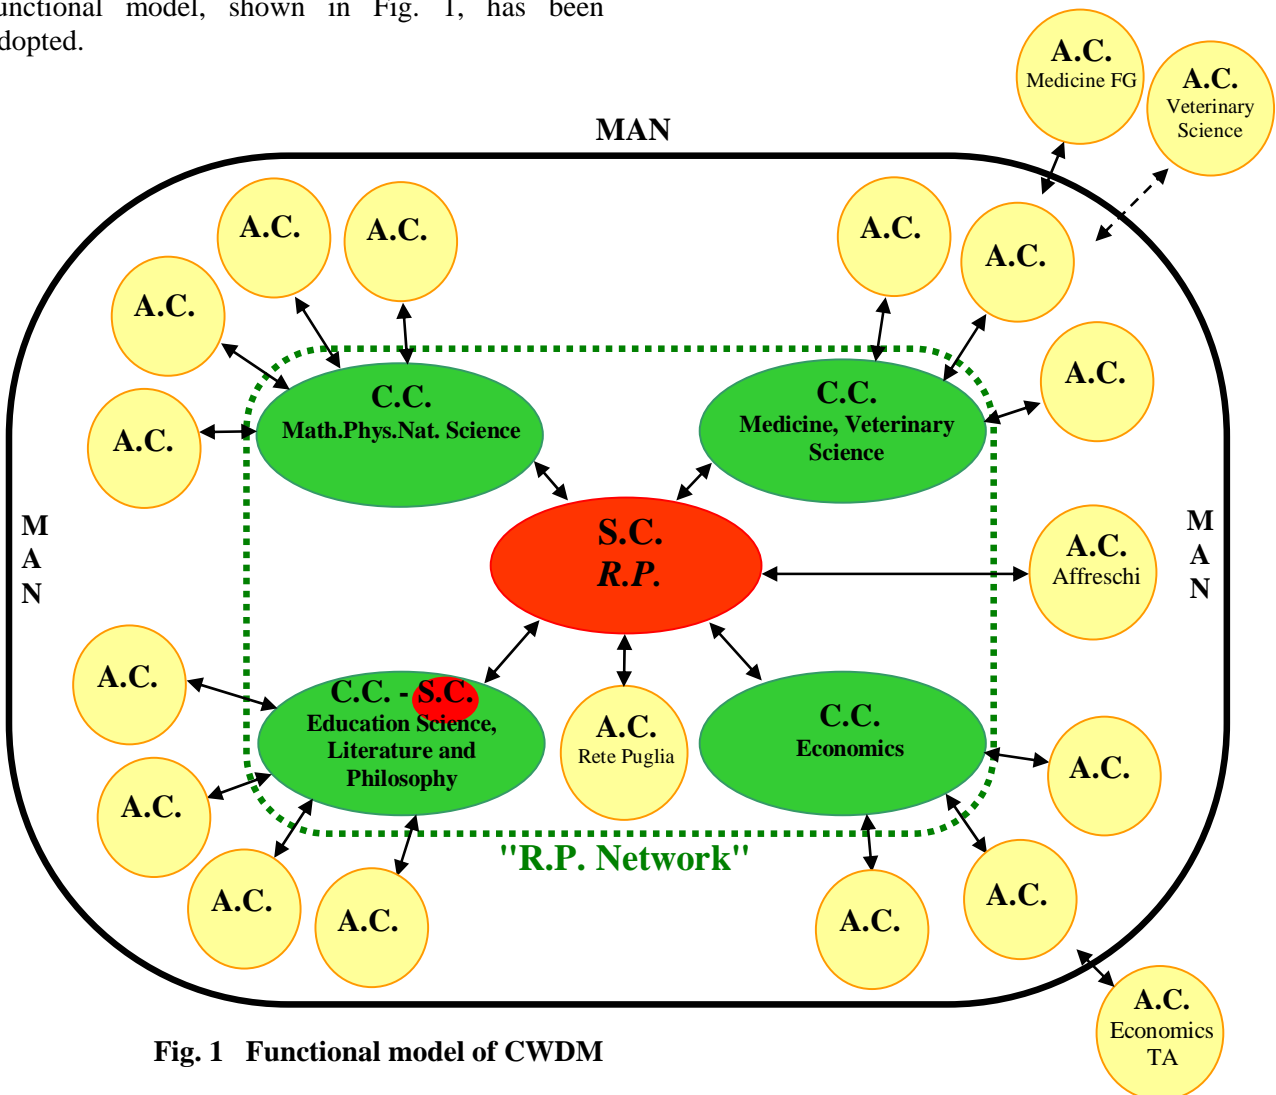 unctional model, shown in Fig. 1, has been
dopted.
A.C.
Medicine FG
A.C.
Veterinary
Science
MAN
A.C.
A.C.
A.C.
A.C.
A.C.
A.C.
A.C.
C.C.
Math.Phys.Nat. Science
C.C.
Medicine, Veterinary
Science
M
A
N
S.C.
R.P.
A.C.
Affreschi
M
A
N
A.C.
C.C. - S.C.
Education Science,
Literature and
Philosophy
A.C.
Rete Puglia
C.C.
Economics
A.C.
A.C.
"R.P. Network"
A.C.
A.C.
A.C.
A.C.
A.C.
Economics
TA
Fig. 1 Functional model of CWDM